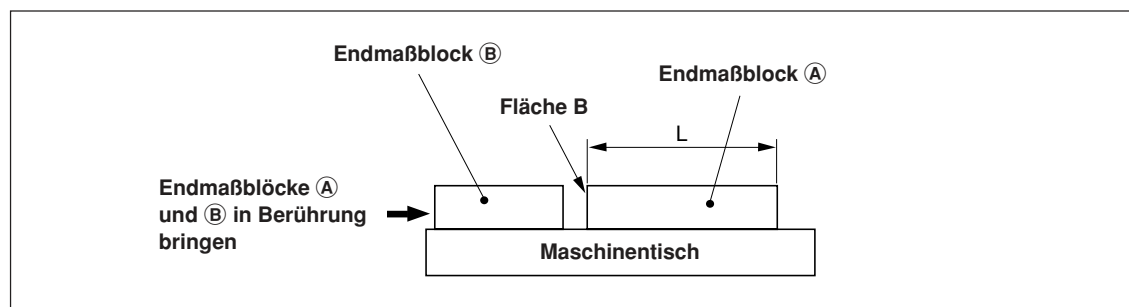 Endmaßblock Ⓑ
Endmaßblock Ⓐ
Fläche B
L
Endmaßblöcke Ⓐ
und Ⓑ in Berührung
bringen
Maschinentisch